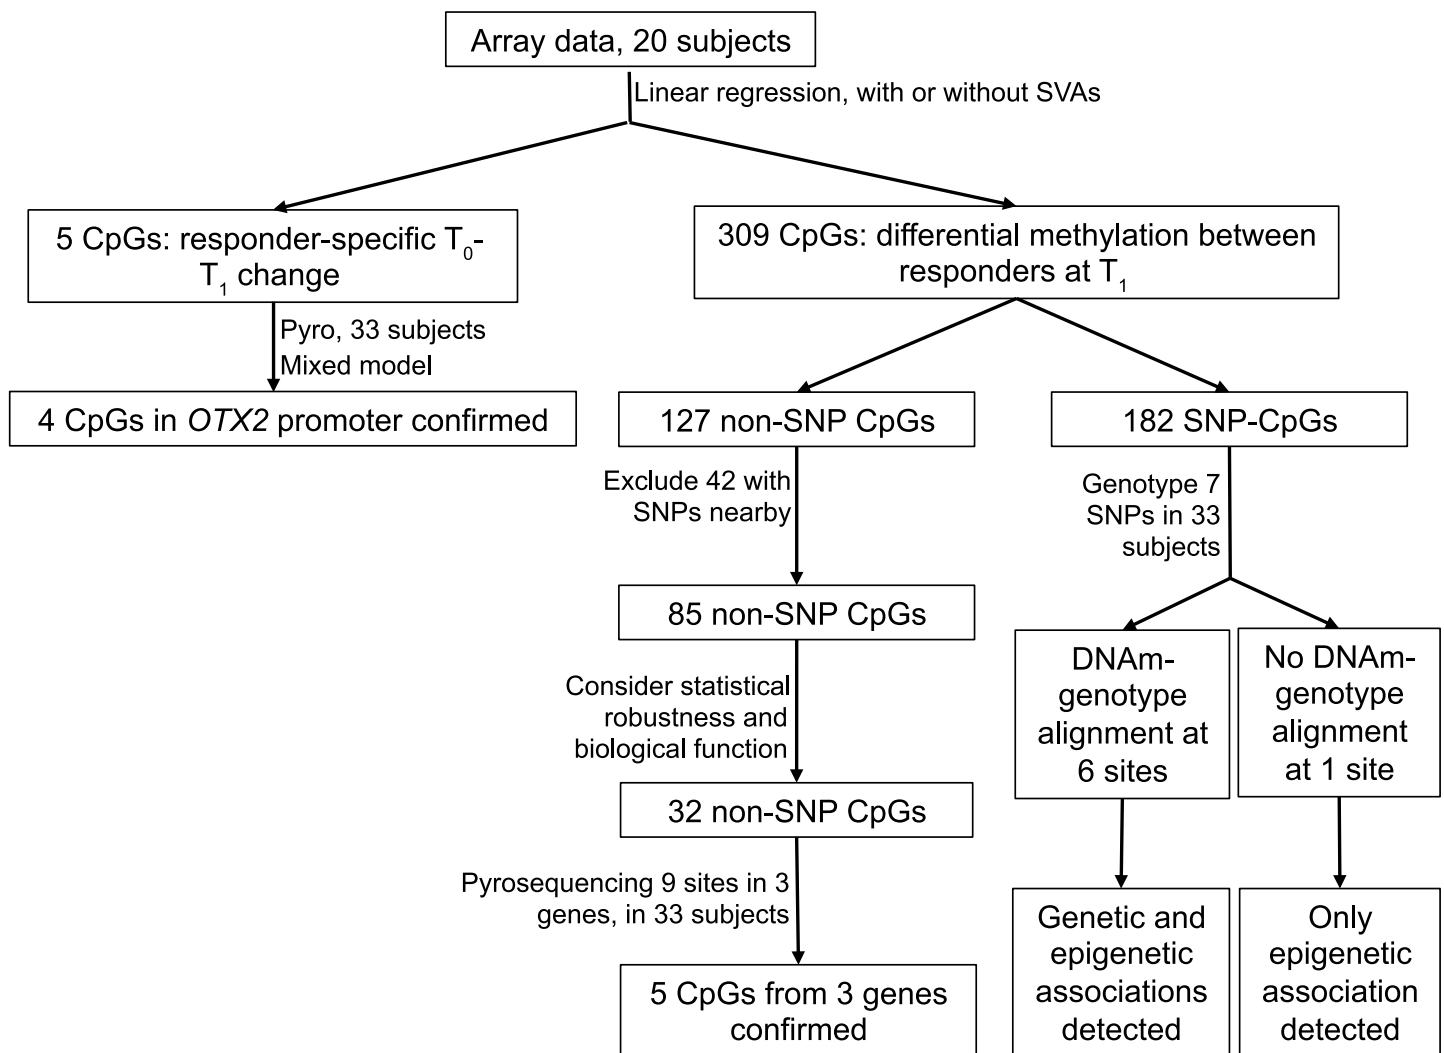 Array data, 20 subjects
Linear regression, with or without SVAs
5 CpGs: responder-specific T₀-
T₁ change
309 CpGs: differential methylation between
responders at T₁
Pyro, 33 subjects
Mixed model
4 CpGs in OTX2 promoter confirmed
127 non-SNP CpGs
182 SNP-CpGs
Exclude 42 with
SNPs nearby
Genotype 7
SNPs in 33
subjects
85 non-SNP CpGs
DNAm-
genotype
alignment at
6 sites
No DNAm-
genotype
alignment
at 1 site
Consider statistical
robustness and
biological function
32 non-SNP CpGs
Pyrosequencing 9 sites in 3
genes, in 33 subjects
Genetic and
epigenetic
associations
detected
Only
epigenetic
association
detected
5 CpGs from 3 genes
confirmed